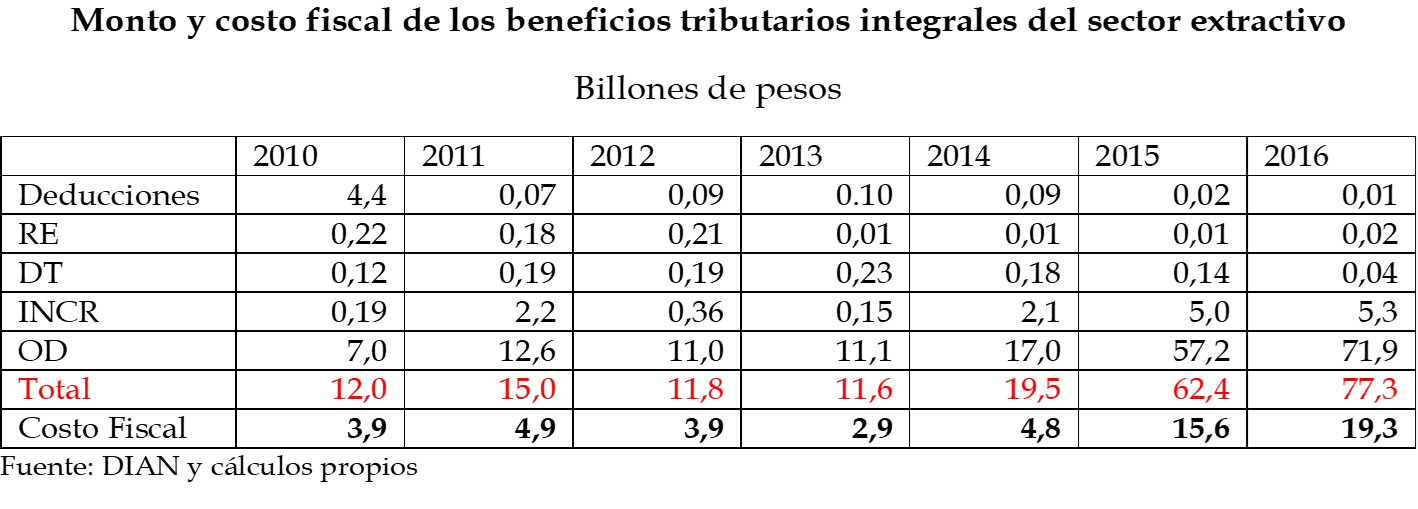 Monto y costo fiscal de los beneficios tributarios integrales del sector extractivo
Billones de pesos
2010 2011 2012 2013 2014 2015 2016
Deducciones 4,4 0,07 0,09 0.10 0,09 0,02 0,01
RE 0,22 0,18 0,21 0,01 0,01 0,01 0,02
DT 0,12 0,19 0,19 0,23 0,18 0,14 0,04
INCR 0,19 2,2 0,36 0,15 2,1 5,0 5,3
OD 7,0 12,6 11,0 11,1 17,0 57,2 71,9
Total 12,0 15,0 11,8 11,6 19,5 62,4 77,3
Costo Fiscal 3,9 4,9 3,9 2,9 4,8 15,6 19,3
Fuente: DIAN y cálculos propios